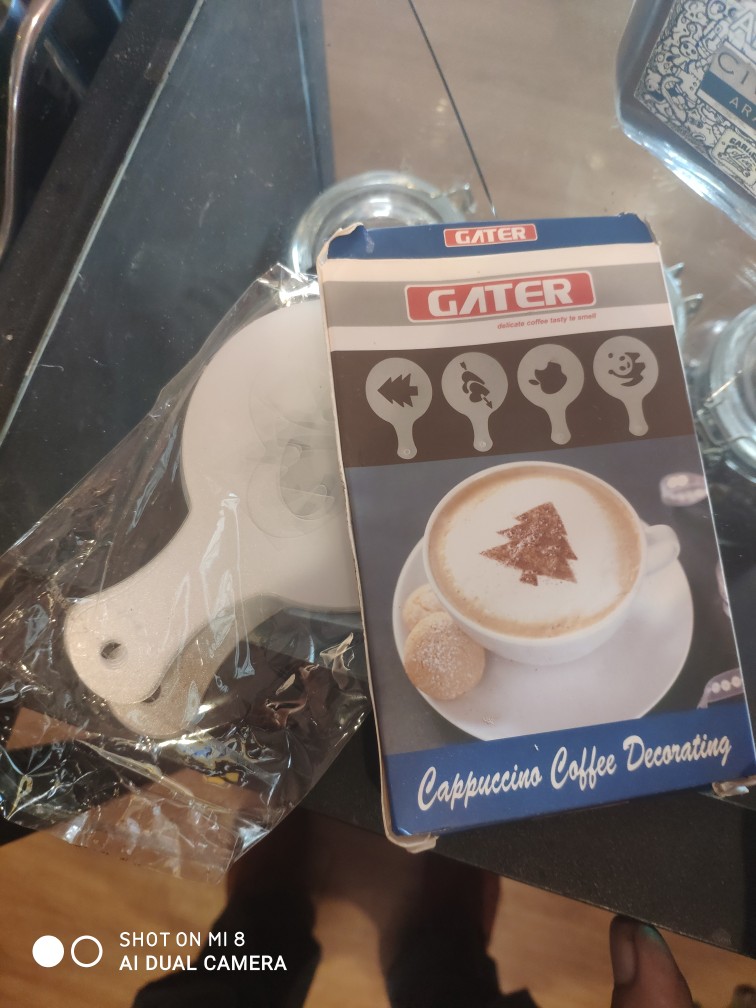 GATER
GATER
delicate coffee tasty to smell
Cappuccino Coffee Decorating
SHOT ON MI 8
AI DUAL CAMERA